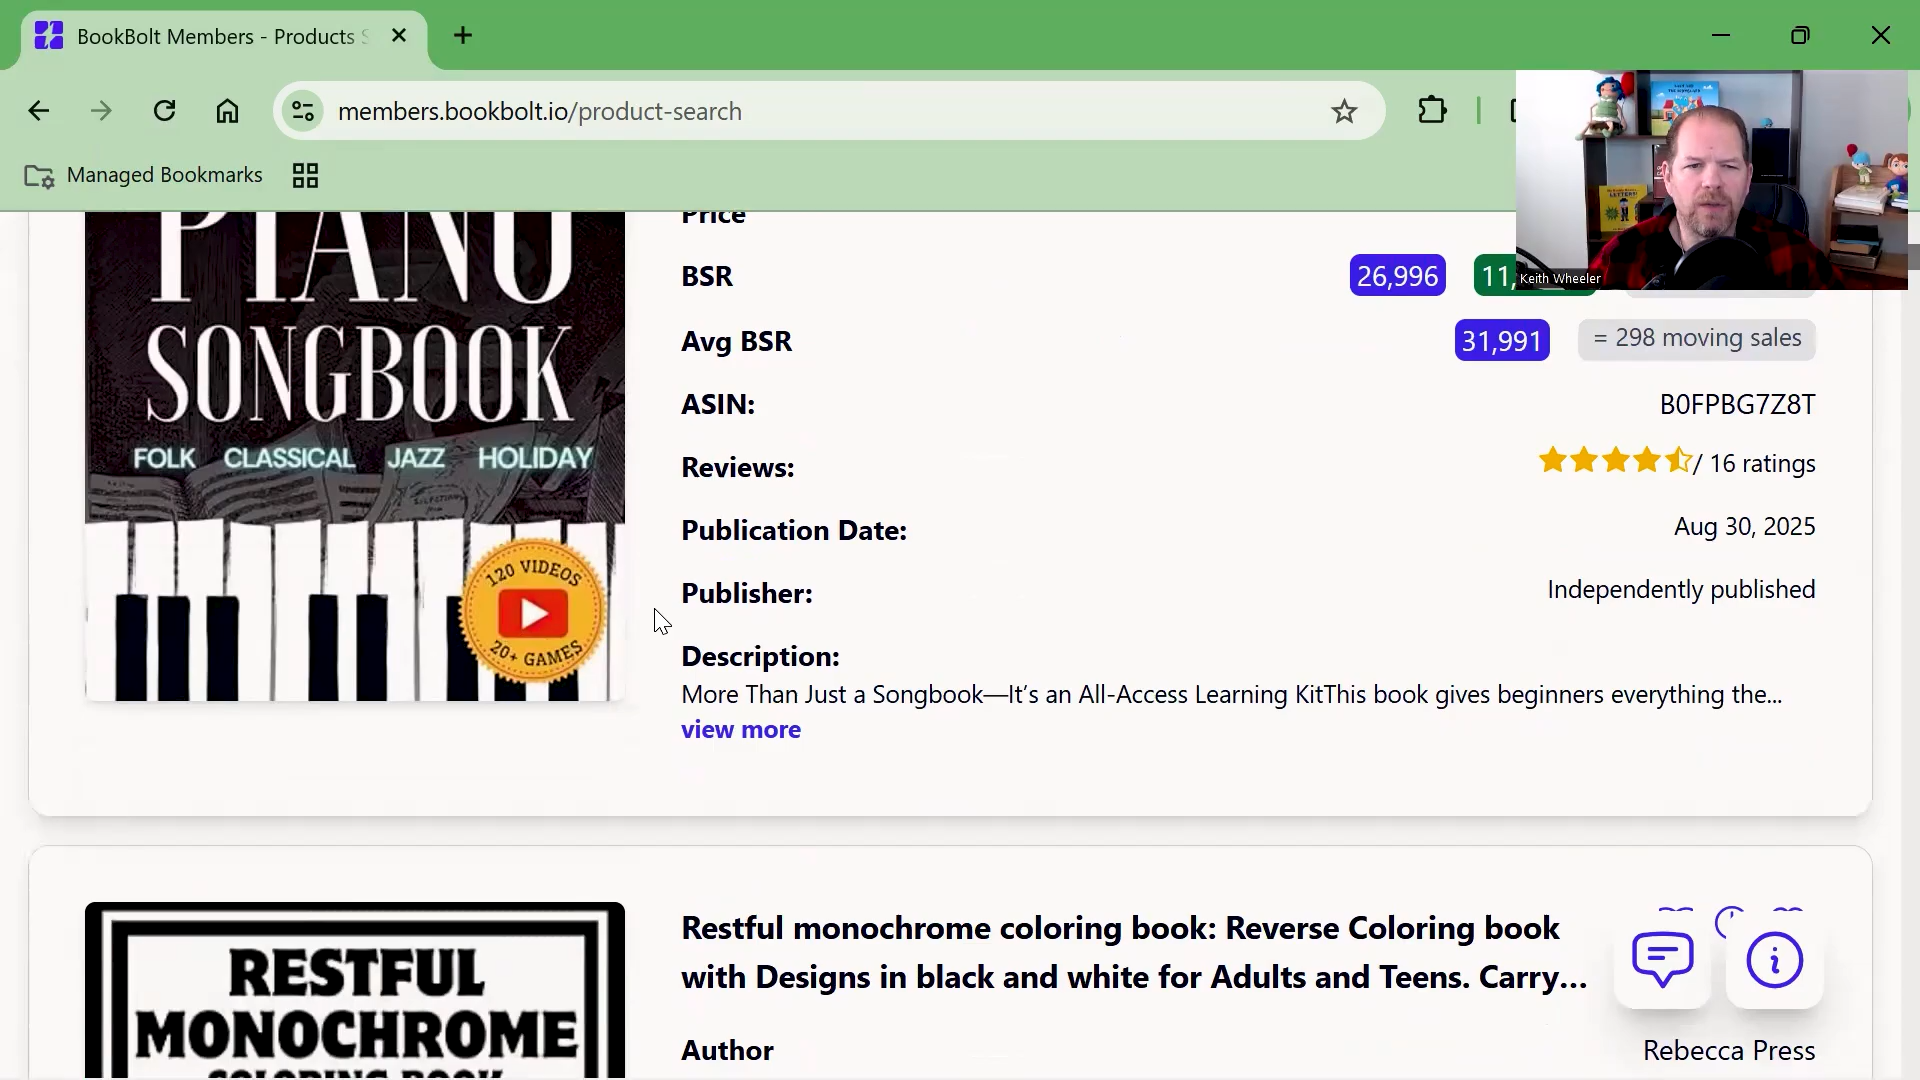 BookBolt Members - Products S
members.bookbolt.io/product-search
Managed Bookmarks
Keith Wheeler
PIANO
SONGBOOK
FOLK CLASSICAL JAZZ HOLIDAY
120 VIDEOS
20+ GAMES
Price
BSR
26,996
11,
Avg BSR
31,991
= 298 moving sales
ASIN:
B0FPBG7Z8T
Reviews:
/ 16 ratings
Publication Date:
Aug 30, 2025
Publisher:
Independently published
Description:
More Than Just a Songbook—It's an All-Access Learning KitThis book gives beginners everything the...
view more
RESTFUL
MONOCHROME
COLORING BOOK
Restful monochrome coloring book: Reverse Coloring book
with Designs in black and white for Adults and Teens. Carry...
Author
Rebecca Press